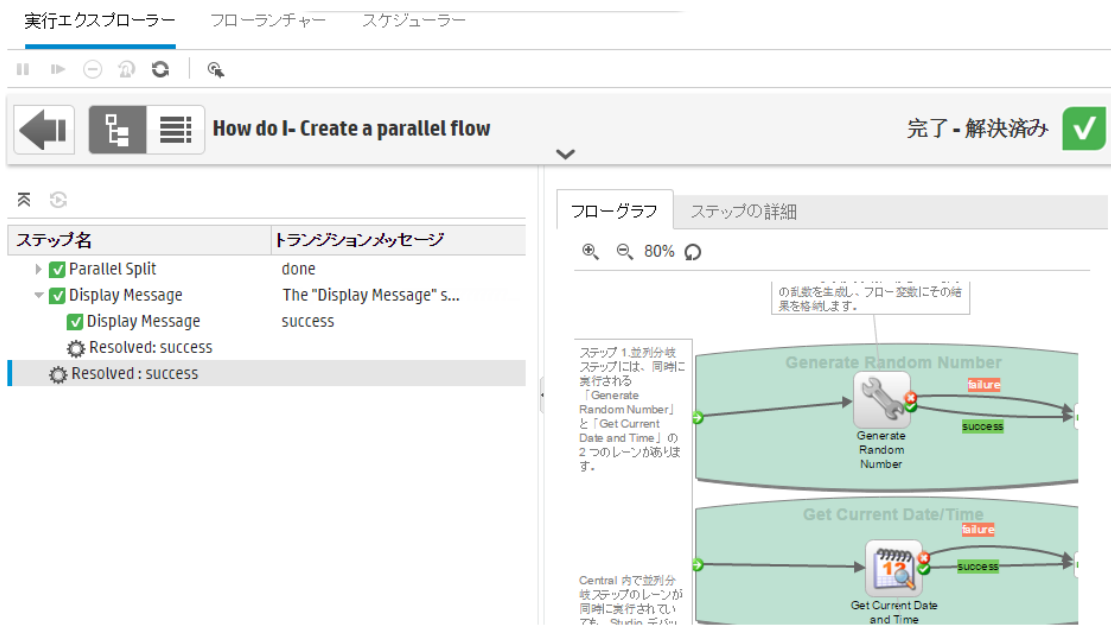 実行エクスプローラー フローランチャー スケジューラー
How do I- Create a parallel flow
完了 - 解決済み
ステップ名 トランジションメッセージ
Parallel Split done
Display Message The "Display Message" s...
Display Message success
Resolved: success
Resolved : success
フローグラフ ステップの詳細
80%
の乱数を生成し、フロー変数にその結
果を格納します。
ステップ 1.並列分岐
ステップには、同時に
実行される
「Generate
Random Number」
と「Get Current
Date and Time」の
2 つのレーンがありま
す。
Generate Random Number
failure
success
Generate
Random
Number
Get Current Date/Time
failure
success
Get Current Date
and Time
Central 内で並列分
岐ステップのレーンが
同時に実行されてい
ても、Studio デバッ